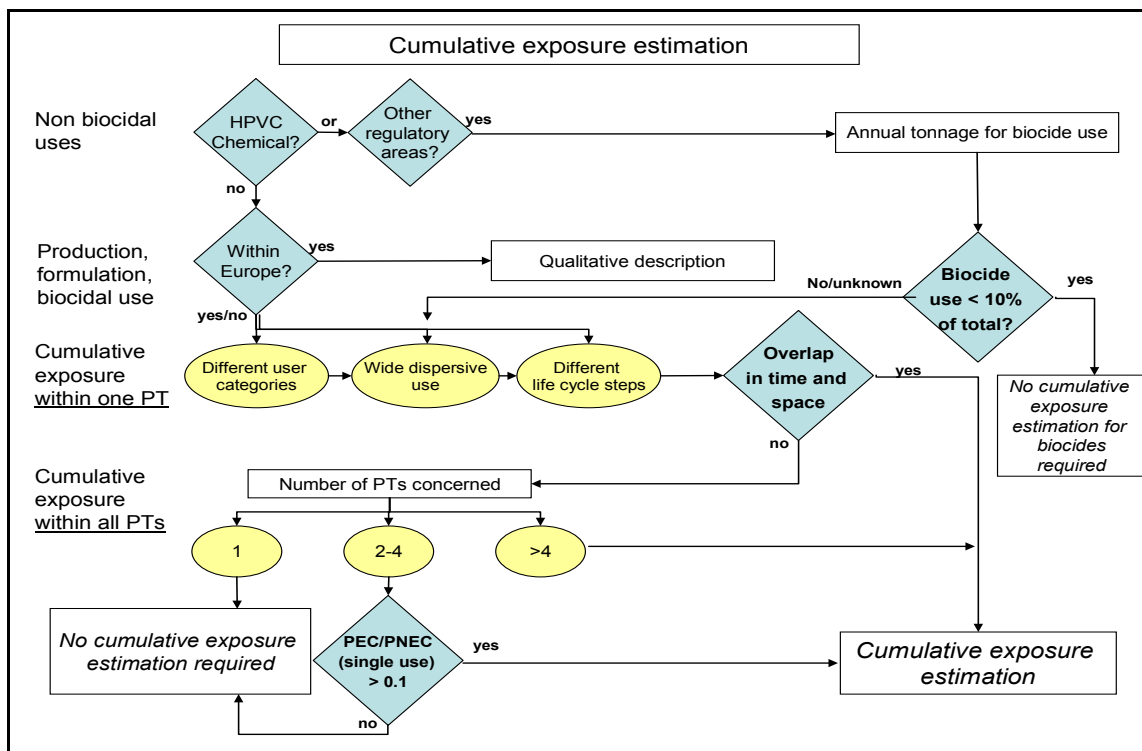 Cumulative exposure estimation
Non biocidal
uses
HPVC
Chemical?
or
Other
regulatory
areas?
yes
Annual tonnage for biocide use
no
Production,
formulation,
biocidal use
Within
Europe?
yes
Qualitative description
No/unknown
Biocide
use < 10%
of total?
yes
yes/no
Cumulative
exposure
within one PT
Different user
categories
Wide dispersive
use
Different
life cycle steps
Overlap
in time and
space
yes
no
No cumulative
exposure
estimation for
biocides
required
Cumulative
exposure
within all PTs
Number of PTs concerned
1
2-4
>4
No cumulative exposure
estimation required
PEC/PNEC
(single use)
> 0.1
yes
no
Cumulative exposure
estimation